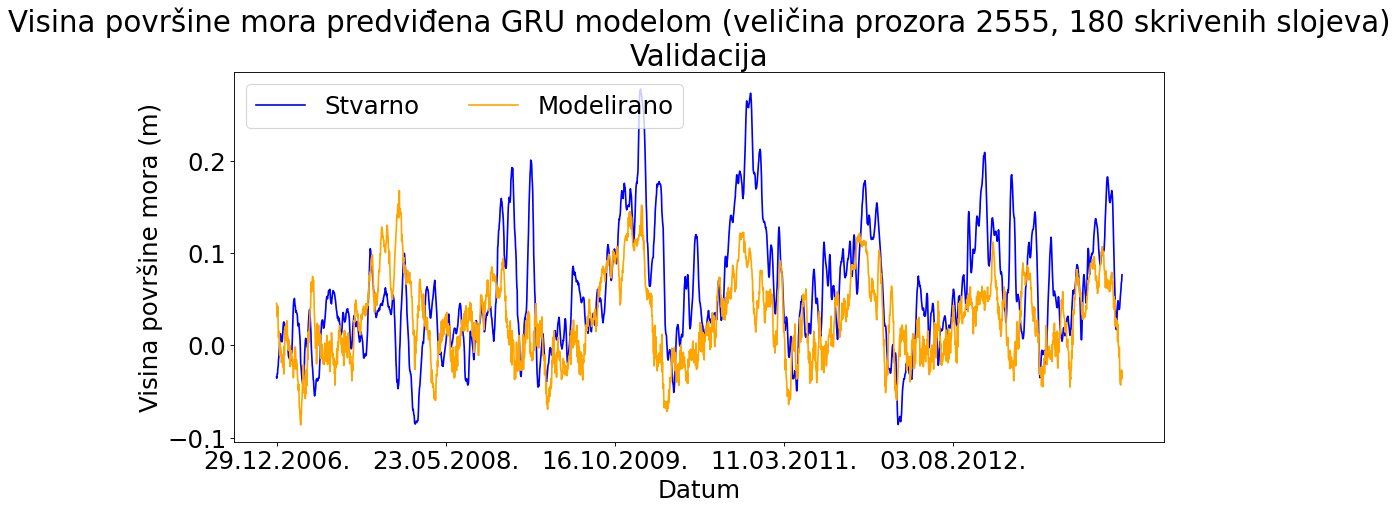 Visina površine mora predviđena GRU modelom (veličina prozora 2555, 180 skrivenih slojeva)
Validacija
Stvarno Modelirano
Visina površine mora (m)
0.2
0.1
0.0
−0.1
29.12.2006. 23.05.2008. 16.10.2009. 11.03.2011. 03.08.2012.
Datum